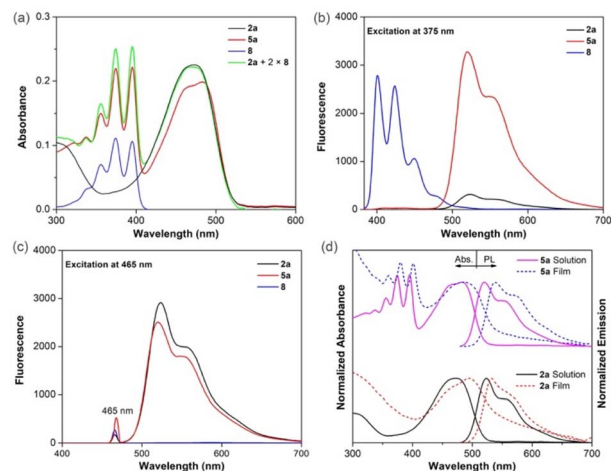 (a)
0.3
0.2
0.1
0.0
Absorbance
300 400 500 600
Wavelength (nm)
2a
5a
8
2a + 2 × 8
(b)
Excitation at 375 nm
4000
3000
2000
1000
0
Fluorescence
400 500 600 700
Wavelength (nm)
2a
5a
8
(c)
Excitation at 465 nm
4000
3000
2000
1000
0
Fluorescence
465 nm
400 500 600 700
Wavelength (nm)
2a
5a
8
(d)
Normalized Absorbance
Abs. PL
5a Solution
5a Film
2a Solution
2a Film
Normalized Emission
300 400 500 600 700
Wavelength (nm)